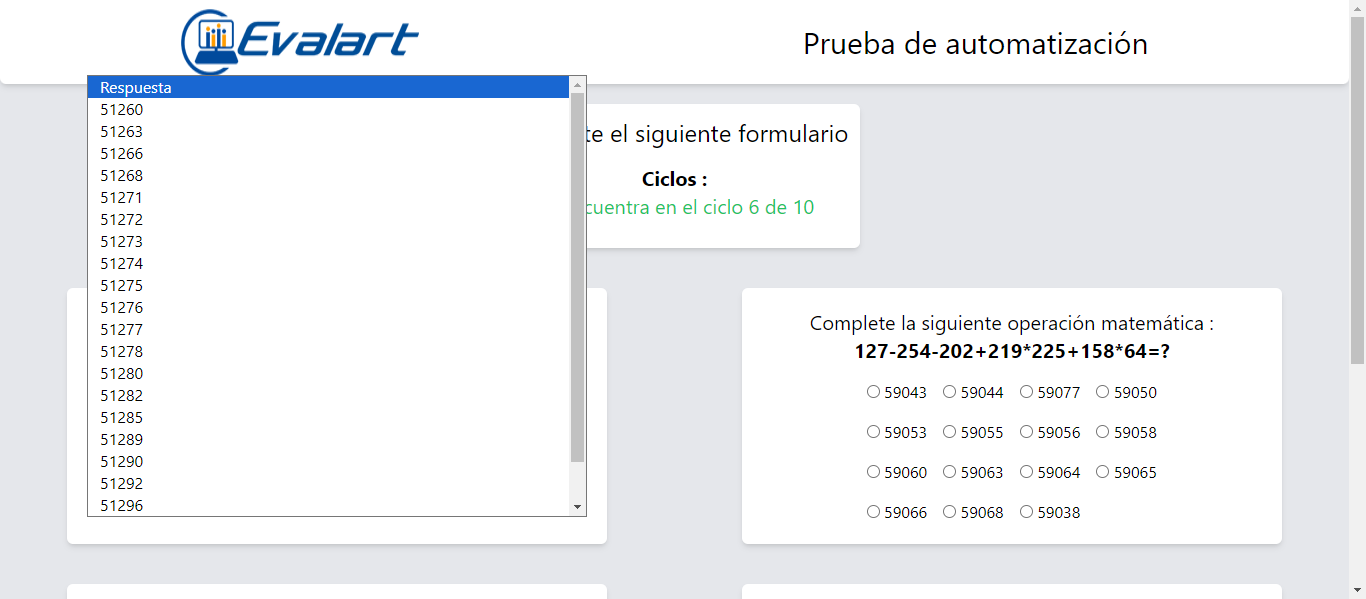 Evalart
Prueba de automatización
Respuesta
51260
51263
51266
51268
51271
51272
51273
51274
51275
51276
51277
51278
51280
51282
51285
51289
51290
51292
51296
te el siguiente formulario
Ciclos :
cuentra en el ciclo 6 de 10
Complete la siguiente operación matemática :
127-254-202+219*225+158*64=?
59043 59044 59077 59050
59053 59055 59056 59058
59060 59063 59064 59065
59066 59068 59038